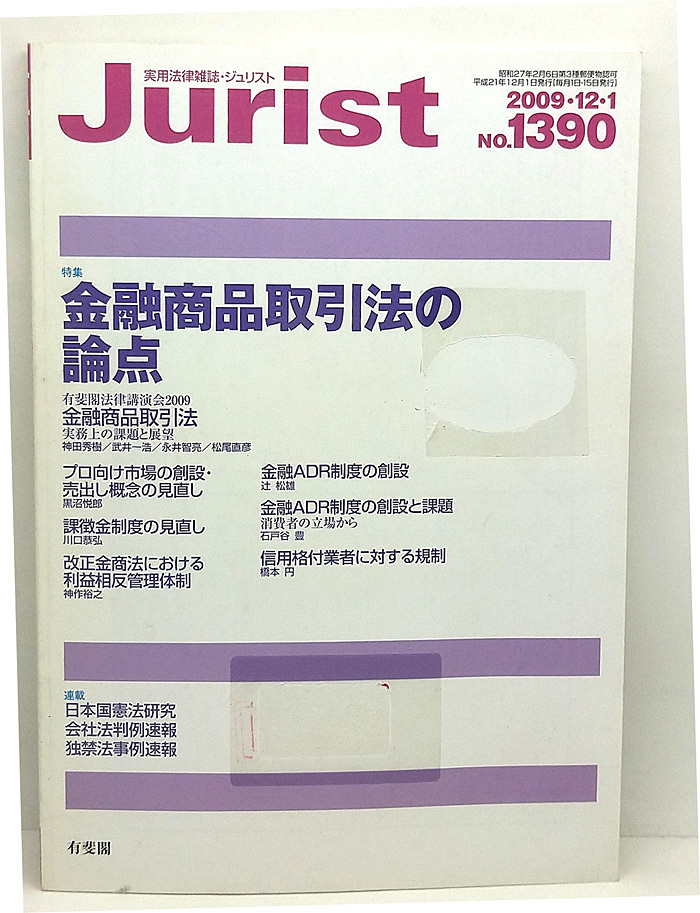 実用法律雑誌・ジュリスト
Jurist
昭和27年2月6日第3種郵便物認可
平成21年12月1日発行(毎月1日・15日発行)
2009・12・1
NO.1390
特集
金融商品取引法の
論点
有斐閣法律講演会2009
金融商品取引法
実務上の課題と展望
神田秀樹／武井一浩／永井智亮／松尾直彦
プロ向け市場の創設・
売出し概念の見直し
黒沼悦郎
課徴金制度の見直し
川口恭弘
改正金商法における
利益相反管理体制
神作裕之
金融ADR制度の創設
辻 松雄
金融ADR制度の創設と課題
消費者の立場から
石戸谷 豊
信用格付業者に対する規制
橋本 円
連載
日本国憲法研究
会社法判例速報
独禁法事例速報
有斐閣